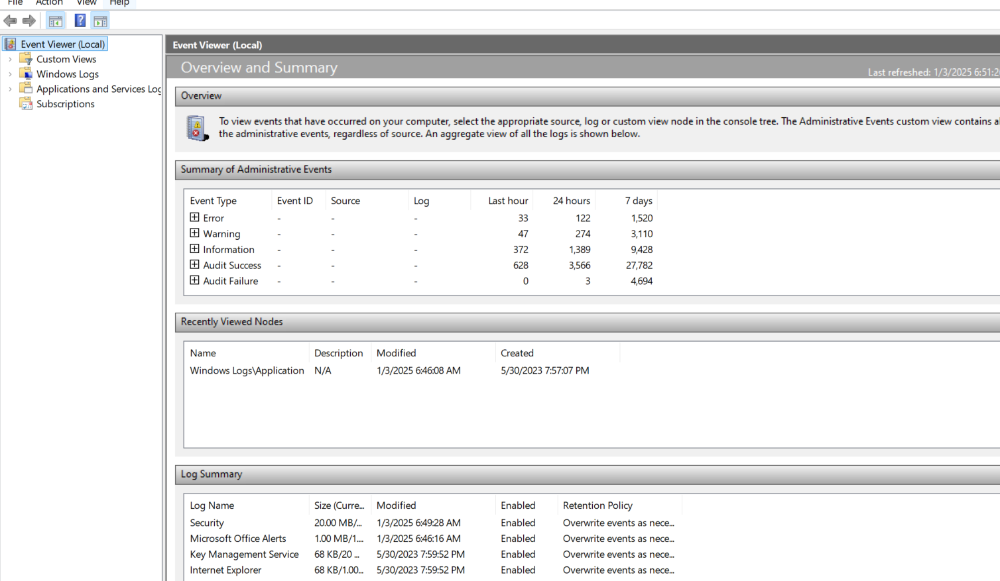 File Action View Help
Event Viewer (Local)
Custom Views
Windows Logs
Applications and Services Log
Subscriptions
Event Viewer (Local)
Overview and Summary
Last refreshed: 1/3/2025 6:51:2
Overview
To view events that have occurred on your computer, select the appropriate source, log or custom view node in the console tree. The Administrative Events custom view contains
the administrative events, regardless of source. An aggregate view of all the logs is shown below.
Summary of Administrative Events
Event Type Event ID Source Log Last hour 24 hours 7 days
Error - - - 33 122 1,520
Warning - - - 47 274 3,110
Information - - - 372 1,389 9,428
Audit Success - - - 628 3,566 27,782
Audit Failure - - - 0 3 4,694
Recently Viewed Nodes
Name Description Modified Created
Windows Logs\Application N/A 1/3/2025 6:46:08 AM 5/30/2023 7:57:07 PM
Log Summary
Log Name Size (Curre... Modified Enabled Retention Policy
Security 20.00 MB/... 1/3/2025 6:49:28 AM Enabled Overwrite events as nece...
Microsoft Office Alerts 1.00 MB/1.... 1/3/2025 6:46:16 AM Enabled Overwrite events as nece...
Key Management Service 68 KB/20 ... 5/30/2023 7:59:52 PM Enabled Overwrite events as nece...
Internet Explorer 68 KB/1.00... 5/30/2023 7:59:52 PM Enabled Overwrite events as nece...